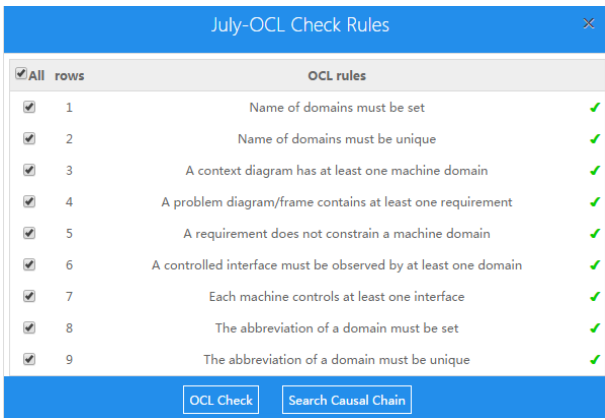 July-OCL Check Rules
All rows OCL rules
1 Name of domains must be set
2 Name of domains must be unique
3 A context diagram has at least one machine domain
4 A problem diagram/frame contains at least one requirement
5 A requirement does not constrain a machine domain
6 A controlled interface must be observed by at least one domain
7 Each machine controls at least one interface
8 The abbreviation of a domain must be set
9 The abbreviation of a domain must be unique
OCL Check Search Causal Chain